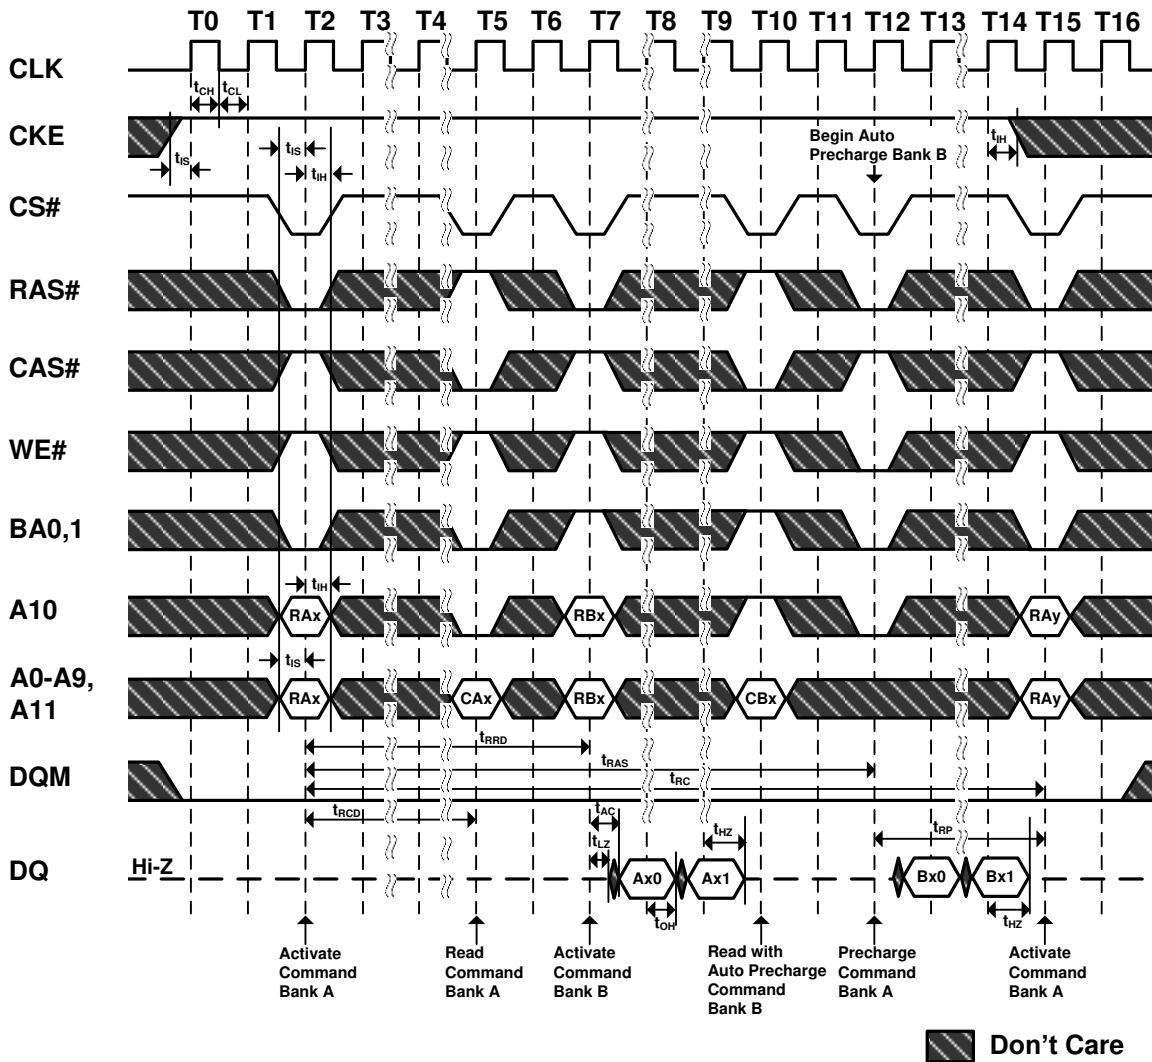 T0 T1 T2 T3 T4 T5 T6 T7 T8 T9 T10 T11 T12 T13 T14 T15 T16
CLK
tCH tCL
CKE
tIS
tIS
tIH
Begin Auto
Precharge Bank B
tIH
CS#
RAS#
CAS#
WE#
BA0,1
tIH
A10
RAx RBx RAy
tIS
A0-A9,
A11
RAx CAx RBx CBx RAy
tRRD
tRAS
tRC
DQM
tRCD
tAC
tLZ
tHZ
tRP
DQ
Hi-Z
Ax0 Ax1 Bx0 Bx1
tOH
tHZ
Activate
Command
Bank A
Read
Command
Bank A
Activate
Command
Bank B
Read with
Auto Precharge
Command
Bank B
Precharge
Command
Bank A
Activate
Command
Bank A
Don't Care